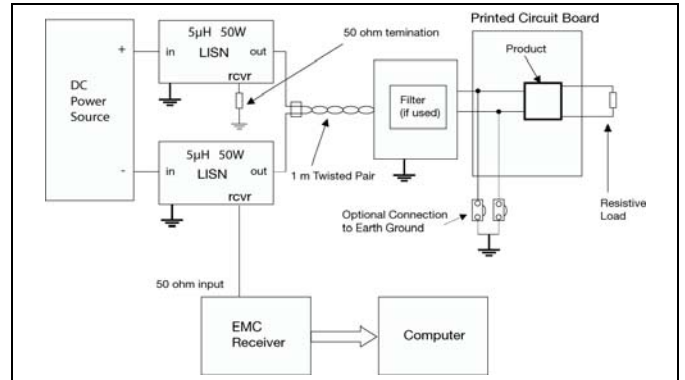 Printed Circuit Board
5µH 50W
in
out
LISN
rcvr
50 ohm temination
Product
+
DC
Power
Source
Filter
(if used)
-
5µH 50W
in
out
LISN
rcvr
1 m Twisted Pair
Optional Connection
to Earth Ground
Resistive
Load
50 ohm input
EMC
Receiver
Computer